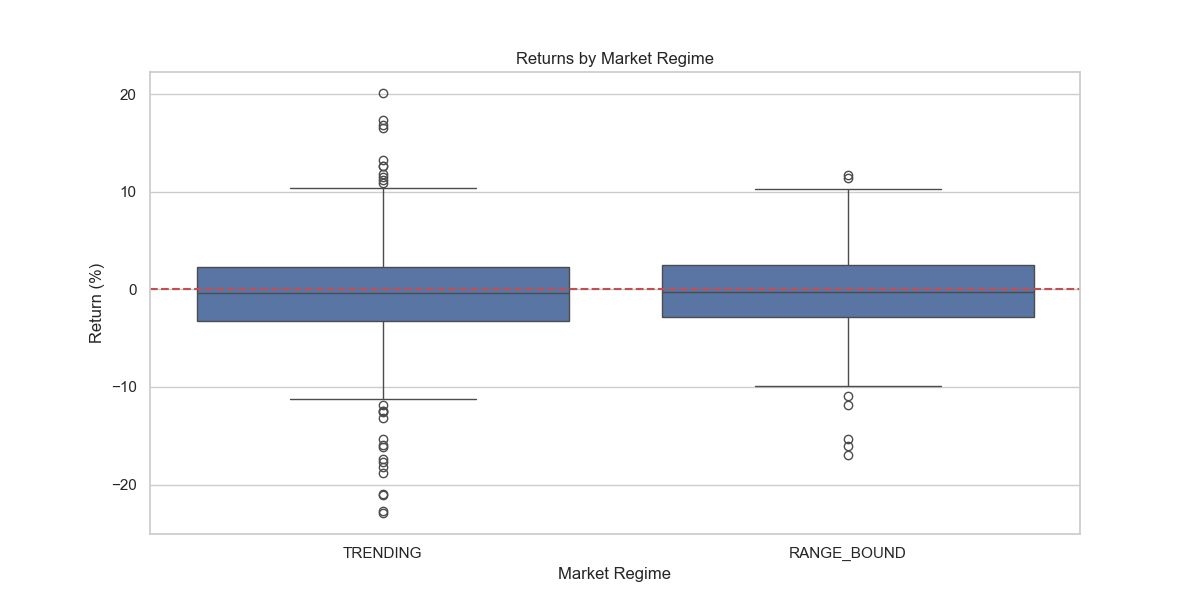 Returns by Market Regime
20
10
0
−10
−20
Return (%)
TRENDING
RANGE_BOUND
Market Regime